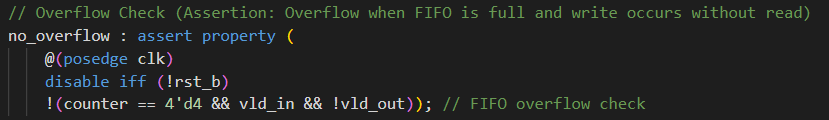 // Overflow Check (Assertion: Overflow when FIFO is full and write occurs without read)
no_overflow : assert property (
@(posedge clk)
disable iff (!rst_b)
!(counter == 4'd4 && vld_in && !vld_out)); // FIFO overflow check